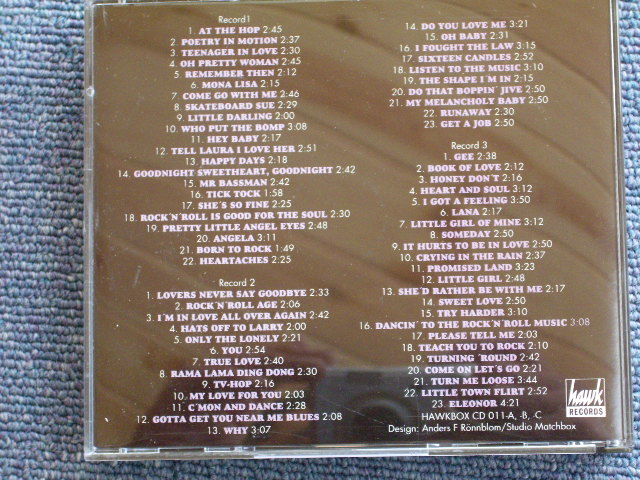 Record 1
1. AT THE HOP 2:45
2. POETRY IN MOTION 2:37
3. TEENAGER IN LOVE 2:30
4. OH PRETTY WOMAN 2:45
5. REMEMBER THEN 2:12
6. MONA LISA 2:15
7. COME GO WITH ME 2:46
8. SKATEBOARD SUE 2:29
9. LITTLE DARLING 2:00
10. WHO PUT THE BOMP 3:08
11. HEY BABY 2:17
12. TELL LAURA I LOVE HER 2:51
13. HAPPY DAYS 2:18
14. GOODNIGHT SWEETHEART, GOODNIGHT 2:42
15. MR BASSMAN 2:42
16. TICK TOCK 1:58
17. SHE´S SO FINE 2:25
18. ROCK´N´ROLL IS GOOD FOR THE SOUL 2:30
19. PRETTY LITTLE ANGEL EYES 2:48
20. ANGELA 3:11
21. BORN TO ROCK 1:49
22. HEARTACHES 2:25
Record 2
1. LOVERS NEVER SAY GOODBYE 2:33
2. ROCK´N´ROLL AGE 2:06
3. I´M IN LOVE ALL OVER AGAIN 2:42
4. HATS OFF TO LARRY 2:00
5. ONLY THE LONELY 2:21
6. YOU 2:54
7. TRUE LOVE 2:40
8. RAMA LAMA DING DONG 2:30
9. TV-HOP 2:16
10. MY LOVE FOR YOU 2:03
11. C´MON AND DANCE 2:28
12. GOTTA GET YOU NEAR ME BLUES 2:08
13. WHY 3:07
14. DO YOU LOVE ME 3:21
15. OH BABY 2:31
16. I FOUGHT THE LAW 3:15
17. SIXTEEN CANDLES 2:52
18. LISTEN TO THE MUSIC 3:10
19. THE SHAPE I´M IN 2:15
20. DO THAT BOPPIN´ JIVE 2:50
21. MY MELANCHOLY BABY 2:50
22. RUNAWAY 2:30
23. GET A JOB 2:50
Record 3
1. GEE 2:38
2. BOOK OF LOVE 2:12
3. HONEY DON´T 2:16
4. HEART AND SOUL 3:12
5. I GOT A FEELING 3:50
6. LANA 2:17
7. LITTLE GIRL OF MINE 3:12
8. SOMEDAY 2:50
9. IT HURTS TO BE IN LOVE 2:50
10. CRYING IN THE RAIN 2:37
11. PROMISED LAND 3:23
12. LITTLE GIRL 2:48
13. SHE´D RATHER BE WITH ME 2:17
14. SWEET LOVE 2:50
15. TRY HARDER 3:10
16. DANCIN´ TO THE ROCK´N´ROLL MUSIC 3:08
17. PLEASE TELL ME 2:03
18. TEACH YOU TO ROCK 2:10
19. TURNING ´ROUND 2:42
20. COME ON LET´S GO 2:21
21. TURN ME LOOSE 3:44
22. LITTLE TOWN FLIRT 2:52
23. ELEONOR 4:21
HAWKBOX CD 011-A, -B, -C
Design: Anders F Rönnblom/Studio Matchbox
hawk
RECORDS